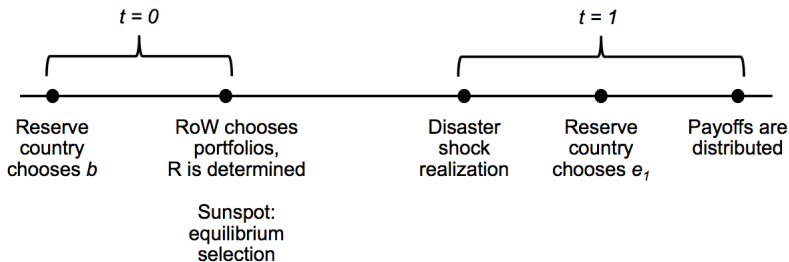 t = 0
t = 1
Reserve
country
chooses b
RoW chooses
portfolios,
R is determined
Sunspot:
equilibrium
selection
Disaster
shock
realization
Reserve
country
chooses e₁
Payoffs are
distributed